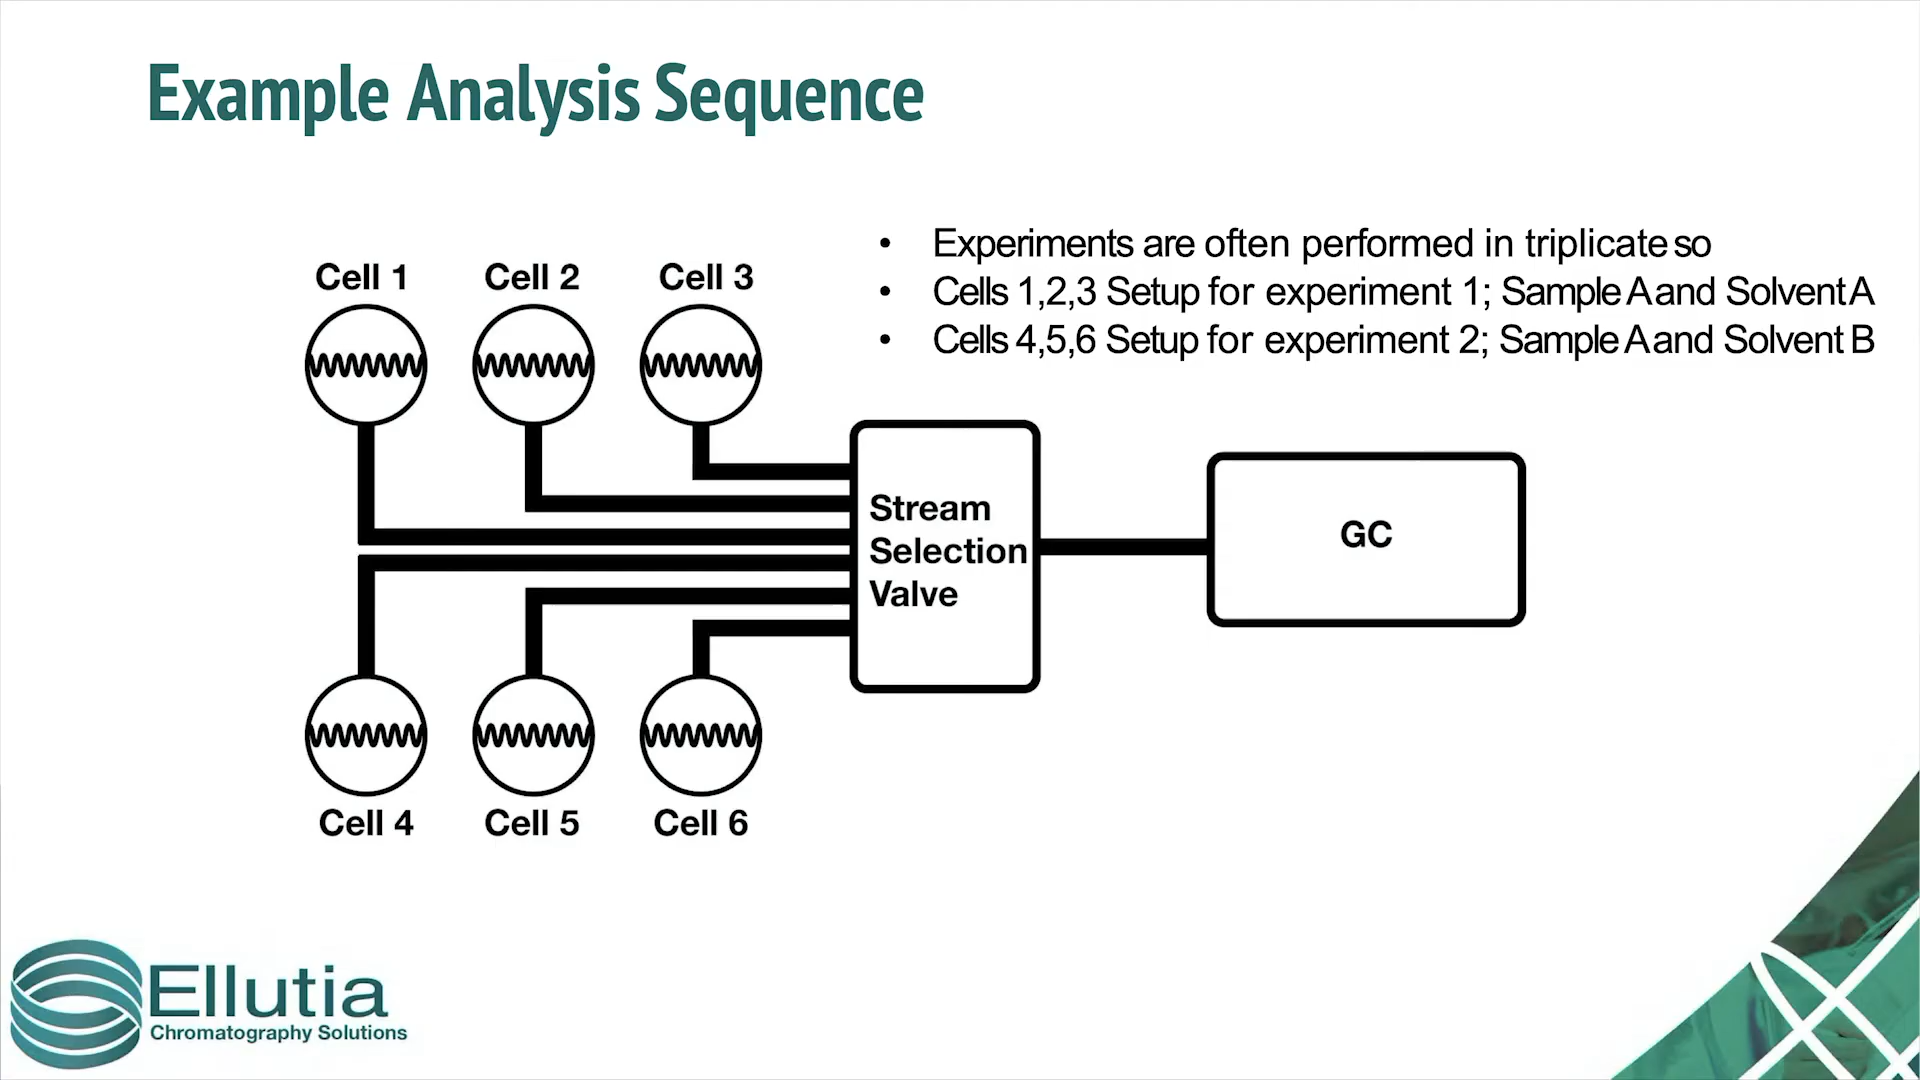 Example Analysis Sequence
• Experiments are often performed in triplicate so
• Cells 1,2,3 Setup for experiment 1; Sample A and Solvent A
• Cells 4,5,6 Setup for experiment 2; Sample A and Solvent B
Cell 1 Cell 2 Cell 3
Stream
Selection
Valve
GC
Cell 4 Cell 5 Cell 6
Ellutia
Chromatography Solutions